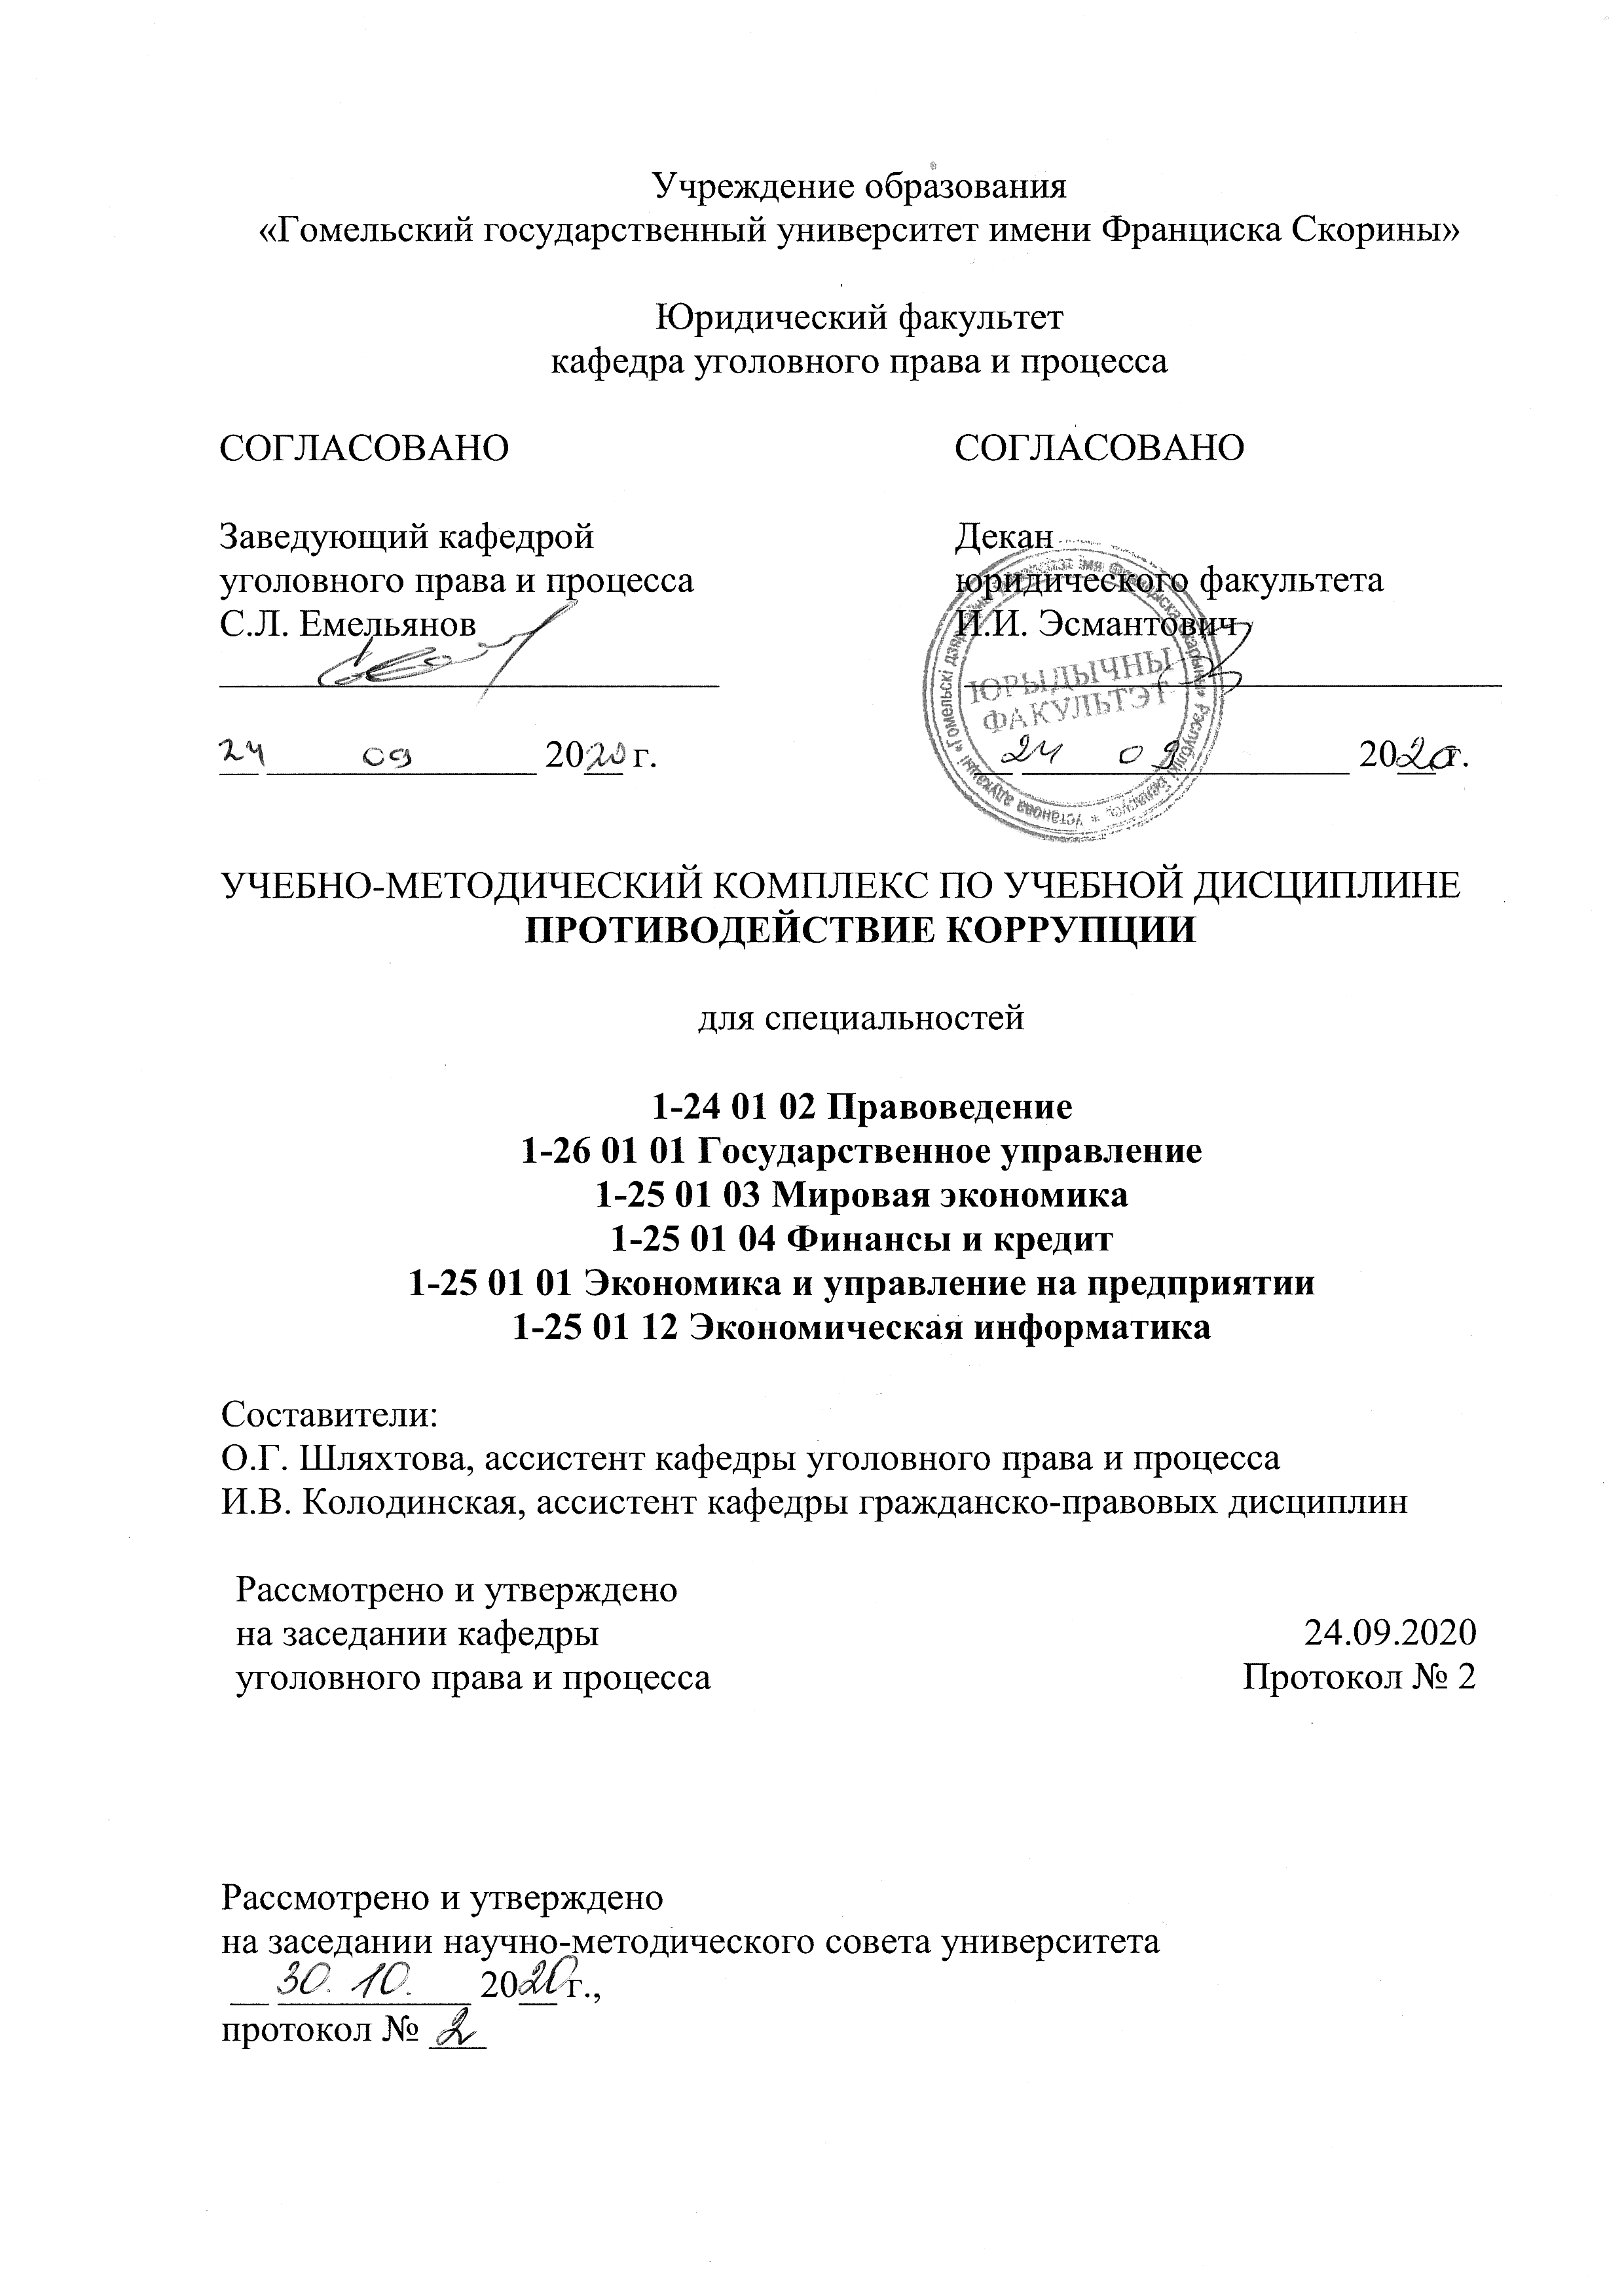 Учреждение образования
«Гомельский государственный университет имени Франциска Скорины»
Юридический факультет
кафедра уголовного права и процесса
СОГЛАСОВАНО
Заведующий кафедрой
уголовного права и процесса
С.Л. Емельянов
24 09 2020 г.
СОГЛАСОВАНО
Декан
юридического факультета
И.И. Эсмантович
ЮРЫДЫЧНЫ
ФАКУЛЬТЭТ
24 09 2020 г.
УЧЕБНО-МЕТОДИЧЕСКИЙ КОМПЛЕКС ПО УЧЕБНОЙ ДИСЦИПЛИНЕ
ПРОТИВОДЕЙСТВИЕ КОРРУПЦИИ
для специальностей
1-24 01 02 Правоведение
1-26 01 01 Государственное управление
1-25 01 03 Мировая экономика
1-25 01 04 Финансы и кредит
1-25 01 01 Экономика и управление на предприятии
1-25 01 12 Экономическая информатика
Составители:
О.Г. Шляхтова, ассистент кафедры уголовного права и процесса
И.В. Колодинская, ассистент кафедры гражданско-правовых дисциплин
Рассмотрено и утверждено
на заседании кафедры 24.09.2020
уголовного права и процесса Протокол № 2
Рассмотрено и утверждено
на заседании научно-методического совета университета
30. 10. 2020 г.,
протокол № 2